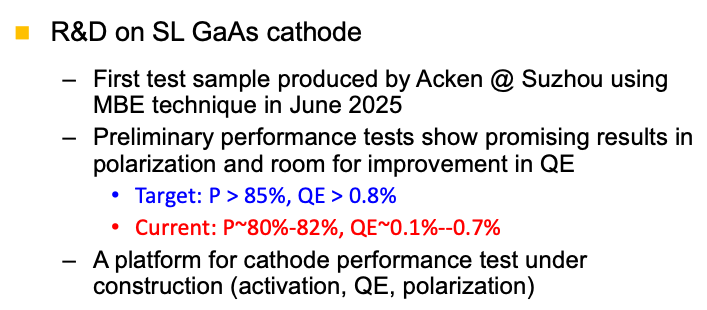 R&D on SL GaAs cathode
– First test sample produced by Acken @ Suzhou using
MBE technique in June 2025
– Preliminary performance tests show promising results in
polarization and room for improvement in QE
• Target: P > 85%, QE > 0.8%
• Current: P~80%-82%, QE~0.1%--0.7%
– A platform for cathode performance test under
construction (activation, QE, polarization)